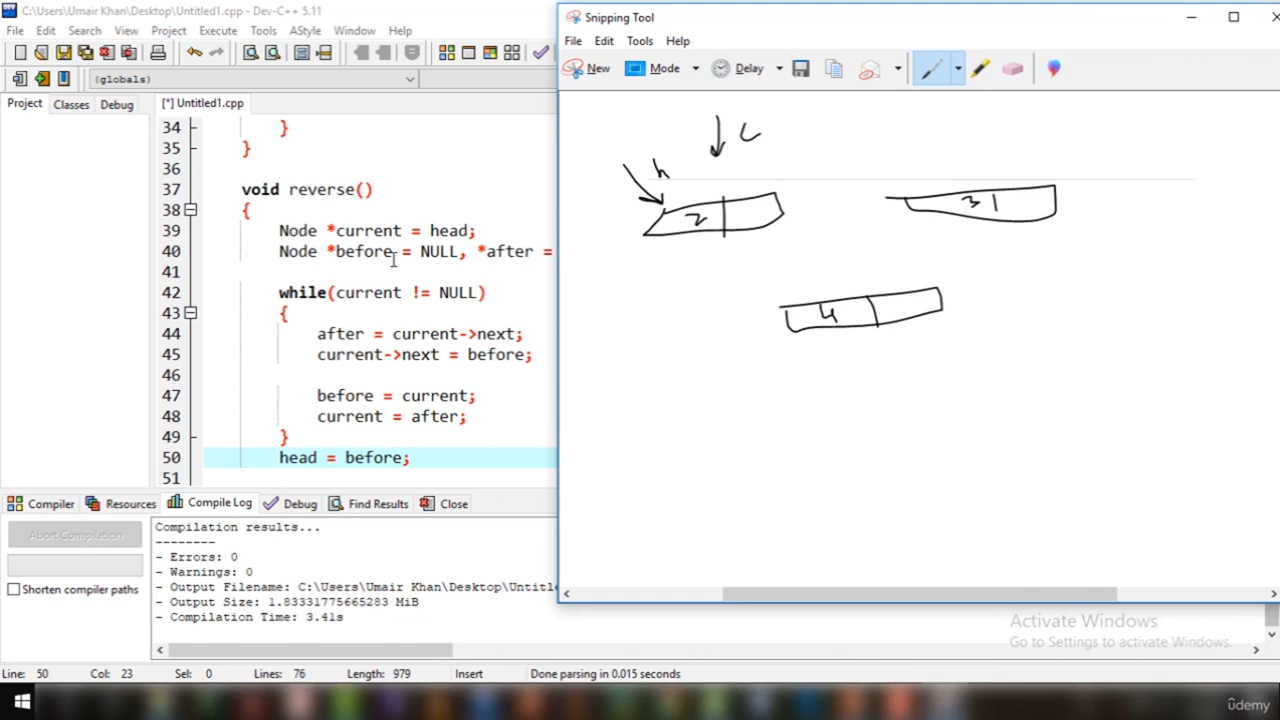 C:\Users\Umair Khan\Desktop\Untitled1.cpp - Dev-C++ 5.11
File Edit Search View Project Execute Tools AStyle Window Help
(globals)
Project Classes Debug
[*] Untitled1.cpp
34 }
35 }
36
37 void reverse()
38 {
39 Node *current = head;
40 Node *before = NULL, *after =
41
42 while(current != NULL)
43 {
44 after = current->next;
45 current->next = before;
46
47 before = current;
48 current = after;
49 }
50 head = before;
51
Compiler Resources Compile Log Debug Find Results Close
Abort Compilation
Shorten compiler paths
Compilation results...
--------
- Errors: 0
- Warnings: 0
- Output Filename: C:\Users\Umair Khan\Desktop\Untitle
- Output Size: 1.83331775665283 MiB
- Compilation Time: 3.41s
Line: 50 Col: 23 Sel: 0 Lines: 76 Length: 979 Insert Done parsing in 0.015 seconds
Snipping Tool
File Edit Tools Help
New Mode Delay
h
2
3
4
Activate Windows
Go to Settings to activate Windows.
ûdemy